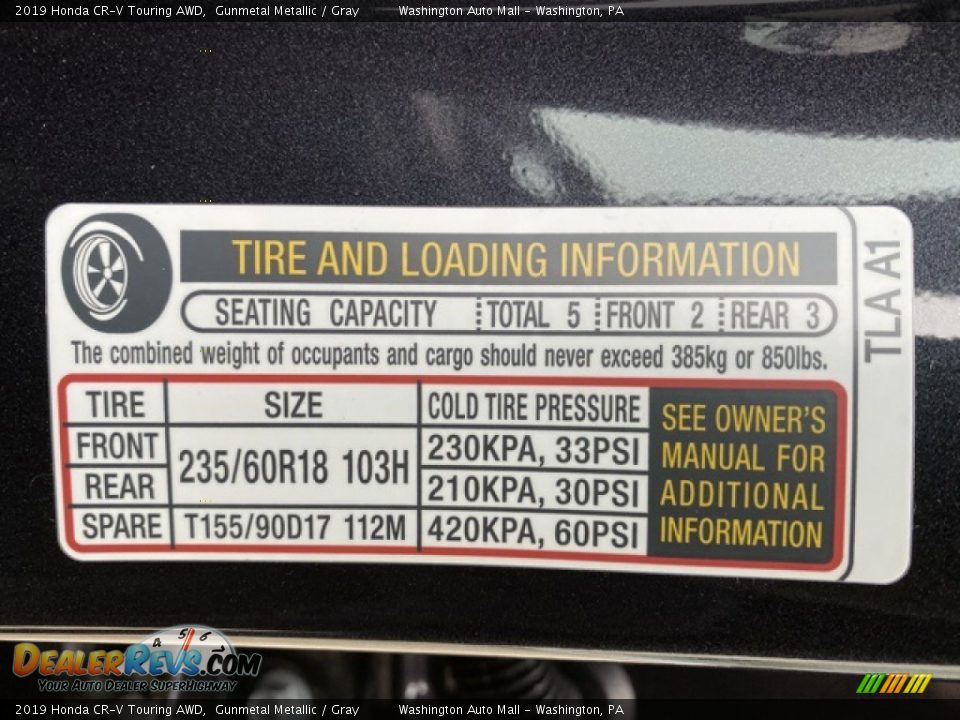 2019 Honda CR-V Touring AWD, Gunmetal Metallic / Gray Washington Auto Mall - Washington, PA
TIRE AND LOADING INFORMATION
SEATING CAPACITY TOTAL 5 FRONT 2 REAR 3
The combined weight of occupants and cargo should never exceed 385kg or 850lbs.
TLA A1
TIRE SIZE COLD TIRE PRESSURE
FRONT 235/60R18 103H 230KPA, 33PSI
REAR 210KPA, 30PSI
SPARE T155/90D17 112M 420KPA, 60PSI
SEE OWNER'S
MANUAL FOR
ADDITIONAL
INFORMATION
4 5 6
DEALERREVS.COM
YOUR AUTO DEALER SUPERHIGHWAY
2019 Honda CR-V Touring AWD, Gunmetal Metallic / Gray Washington Auto Mall - Washington, PA